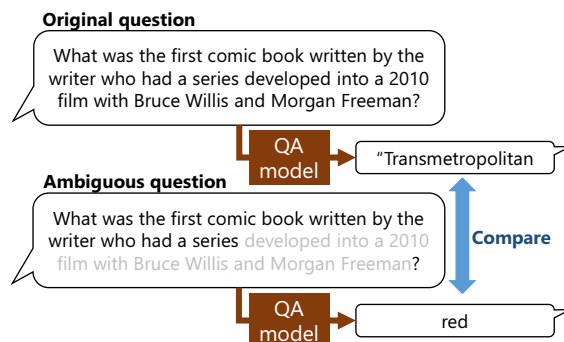 Original question
What was the first comic book written by the
writer who had a series developed into a 2010
film with Bruce Willis and Morgan Freeman?
QA
model
“Transmetropolitan
Ambiguous question
Compare
What was the first comic book written by the
writer who had a series developed into a 2010
film with Bruce Willis and Morgan Freeman?
QA
model
red